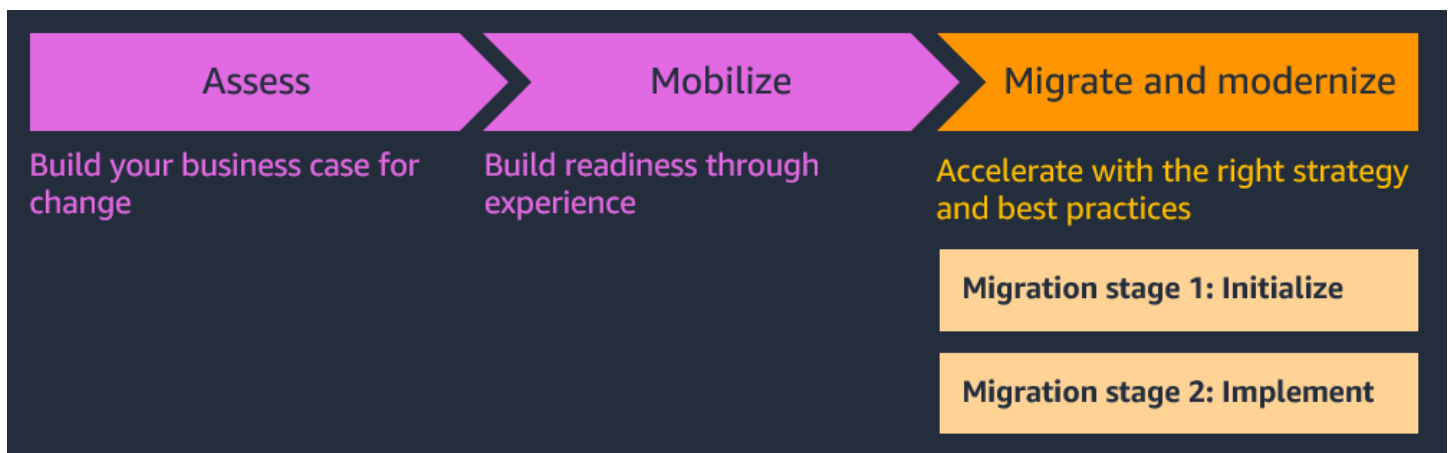 Assess
Mobilize
Migrate and modernize
Build your business case for
change
Build readiness through
experience
Accelerate with the right strategy
and best practices
Migration stage 1: Initialize
Migration stage 2: Implement